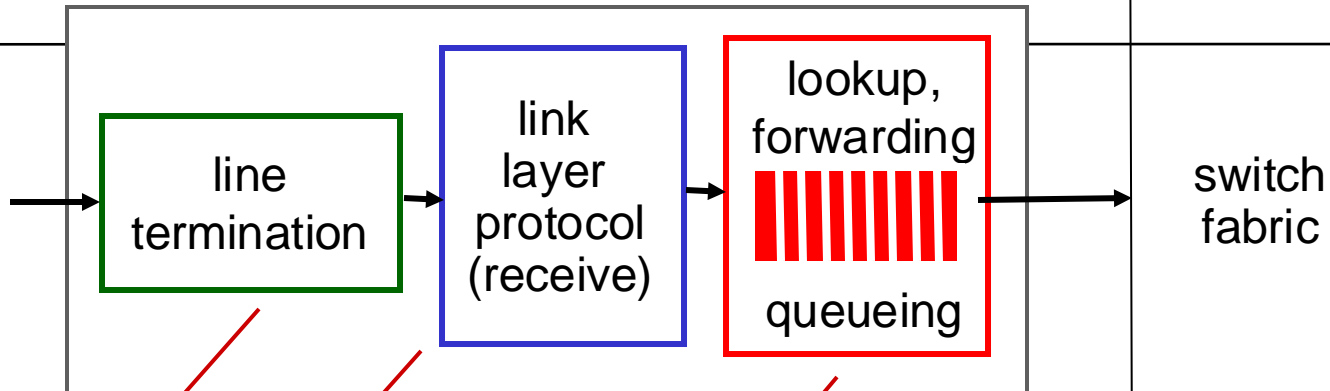 line
termination
link
layer
protocol
(receive)
lookup,
forwarding
queueing
switch
fabric